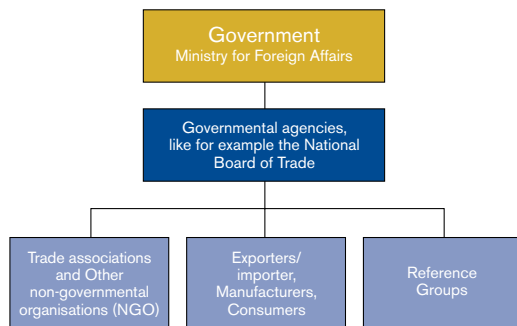 Government
Ministry for Foreign Affairs
Governmental agencies,
like for example the National
Board of Trade
Trade associations
and Other
non-governmental
organisations (NGO)
Exporters/
importer,
Manufacturers,
Consumers
Reference
Groups